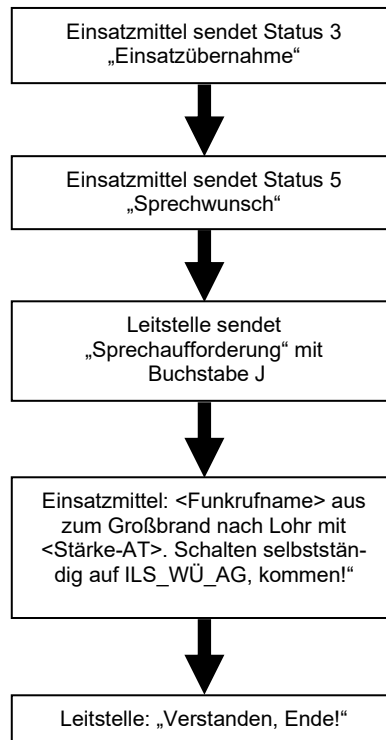 Einsatzmittel sendet Status 3
„Einsatzübernahme“
Einsatzmittel sendet Status 5
„Sprechwunsch“
Leitstelle sendet
„Sprechaufforderung“ mit
Buchstabe J
Einsatzmittel: <Funkrufname> aus
zum Großbrand nach Lohr mit
<Stärke-AT>. Schalten selbststän-
dig auf ILS_WÜ_AG, kommen!“
Leitstelle: „Verstanden, Ende!“